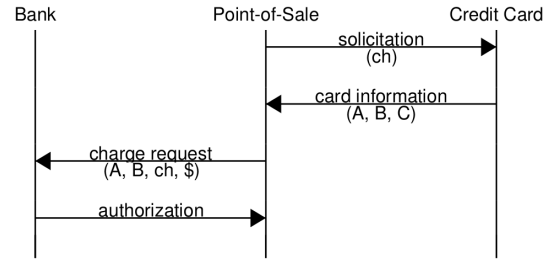 Bank Point-of-Sale Credit Card
solicitation
(ch)
card information
(A, B, C)
charge request
(A, B, ch, $)
authorization